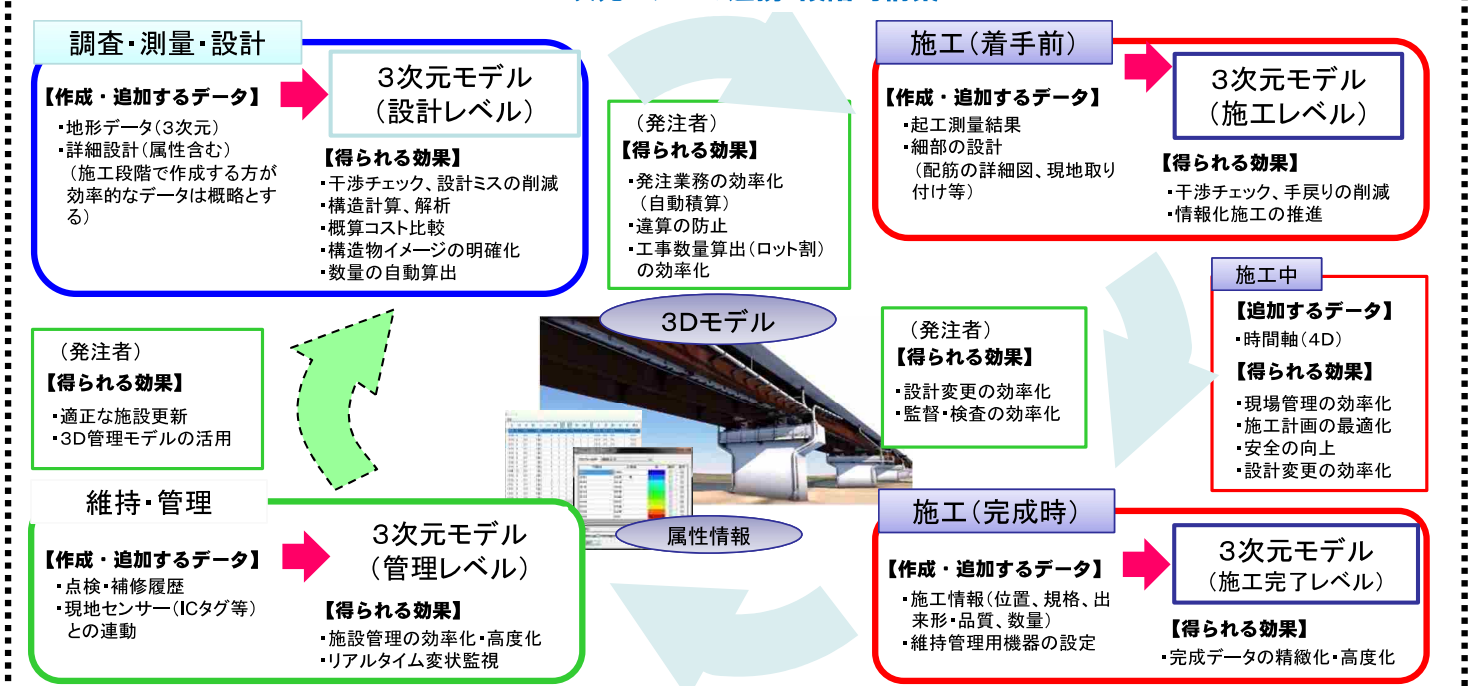 調査・測量・設計
【作成・追加するデータ】
・地形データ(3次元)
・詳細設計(属性含む)
(施工段階で作成する方が
効率的なデータは概略とす
る)
3次元モデル
(設計レベル)
【得られる効果】
・干渉チェック、設計ミスの削減
・構造計算、解析
・概算コスト比較
・構造物イメージの明確化
・数量の自動算出
(発注者)
【得られる効果】
・発注業務の効率化
(自動積算)
・違算の防止
・工事数量算出(ロット割)
の効率化
施工(着手前)
【作成・追加するデータ】
・起工測量結果
・細部の設計
(配筋の詳細図、現地取り
付け等)
3次元モデル
(施工レベル)
【得られる効果】
・干渉チェック、手戻りの削減
・情報化施工の推進
施工中
【追加するデータ】
・時間軸(4D)
【得られる効果】
・現場管理の効率化
・施工計画の最適化
・安全の向上
・設計変更の効率化
(発注者)
【得られる効果】
・設計変更の効率化
・監督・検査の効率化
3Dモデル
属性情報
(発注者)
【得られる効果】
・適正な施設更新
・3D管理モデルの活用
維持・管理
【作成・追加するデータ】
・点検・補修履歴
・現地センサー(ICタグ等)
との連動
3次元モデル
(管理レベル)
【得られる効果】
・施設管理の効率化・高度化
・リアルタイム変状監視
施工(完成時)
【作成・追加するデータ】
・施工情報(位置、規格、出
来形・品質、数量)
・維持管理用機器の設定
3次元モデル
(施工完了レベル)
【得られる効果】
・完成データの精緻化・高度化